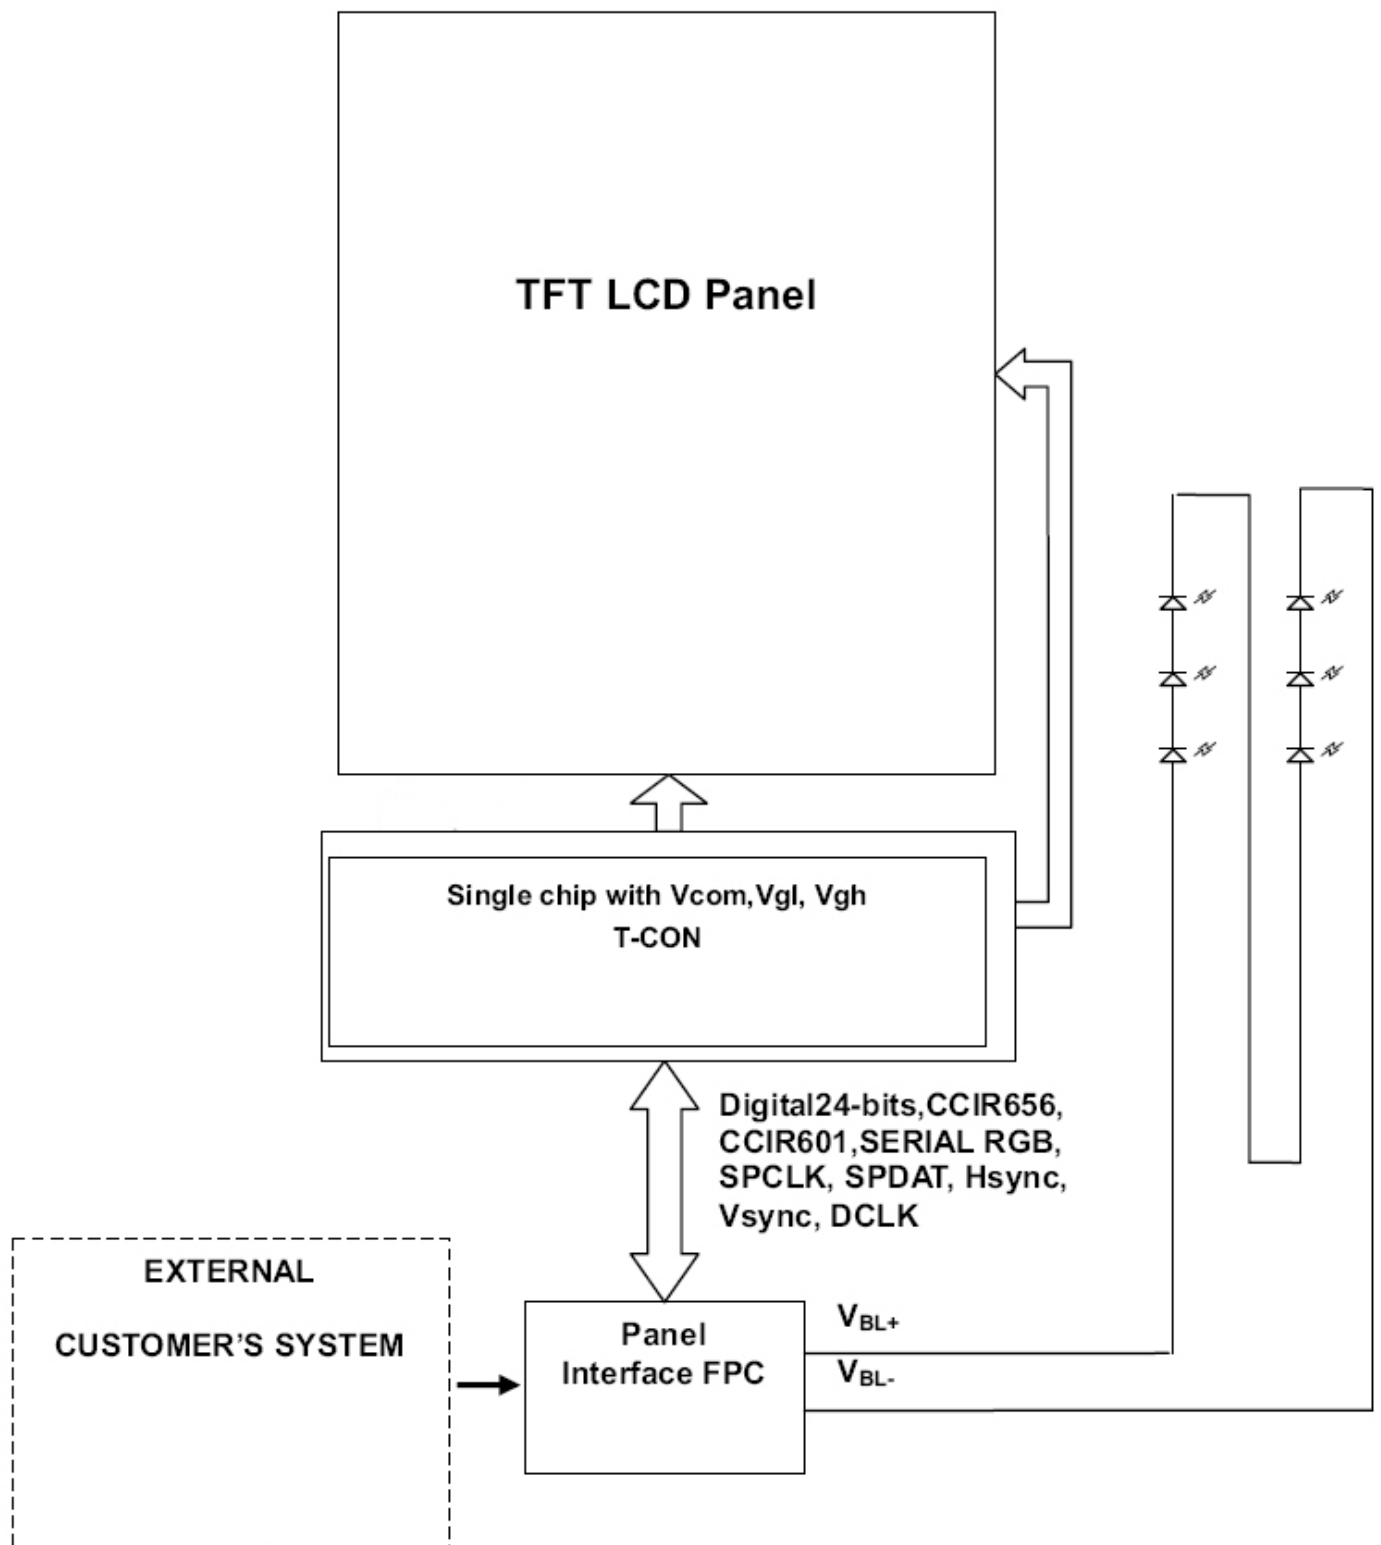 TFT LCD Panel
Single chip with Vcom,Vgl, Vgh
T-CON
Digital24-bits,CCIR656,
CCIR601,SERIAL RGB,
SPCLK, SPDAT, Hsync,
Vsync, DCLK
EXTERNAL
CUSTOMER’S SYSTEM
Panel
Interface FPC
VBL+
VBL-